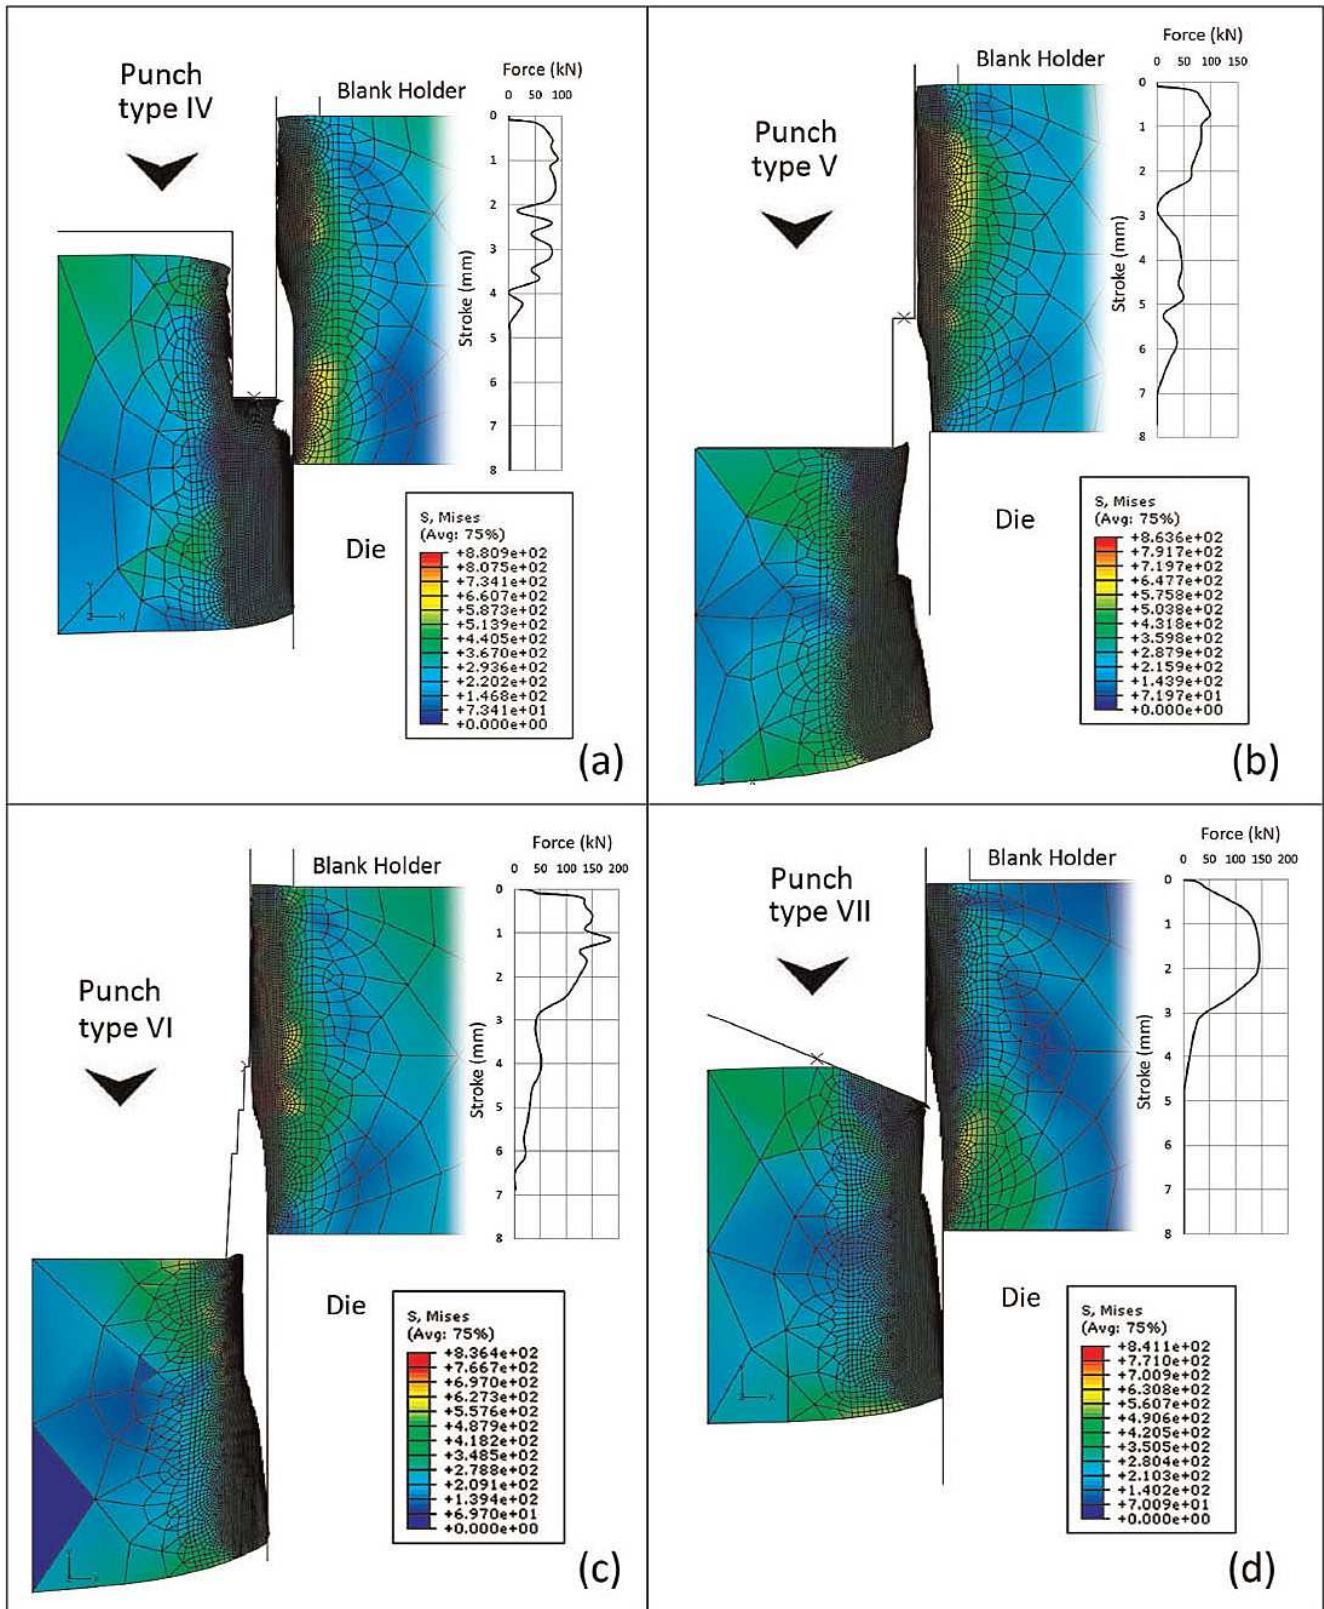 Punch
type IV
Blank Holder
Force (kN)
0 50 100
Stroke (mm)
0
1
2
3
4
5
6
7
8
Die
S, Mises
(Avg: 75%)
+8.809e+02
+8.075e+02
+7.341e+02
+6.607e+02
+5.873e+02
+5.139e+02
+4.405e+02
+3.670e+02
+2.936e+02
+2.202e+02
+1.468e+02
+7.341e+01
+0.000e+00
Y
Z X
(a)
Punch
type V
Blank Holder
Force (kN)
0 50 100 150
Stroke (mm)
0
1
2
3
4
5
6
7
8
Die
S, Mises
(Avg: 75%)
+8.636e+02
+7.917e+02
+7.197e+02
+6.477e+02
+5.758e+02
+5.038e+02
+4.318e+02
+3.598e+02
+2.879e+02
+2.159e+02
+1.439e+02
+7.197e+01
+0.000e+00
(b)
Punch
type VI
Blank Holder
Force (kN)
0 50 100 150 200
Stroke (mm)
0
1
2
3
4
5
6
7
8
Die
S, Mises
(Avg: 75%)
+8.364e+02
+7.667e+02
+6.970e+02
+6.273e+02
+5.576e+02
+4.879e+02
+4.182e+02
+3.485e+02
+2.788e+02
+2.091e+02
+1.394e+02
+6.970e+01
+0.000e+00
(c)
Punch
type VII
Blank Holder
Force (kN)
0 50 100 150 200
Stroke (mm)
0
1
2
3
4
5
6
7
8
Die
S, Mises
(Avg: 75%)
+8.411e+02
+7.710e+02
+7.009e+02
+6.308e+02
+5.607e+02
+4.906e+02
+4.205e+02
+3.505e+02
+2.804e+02
+2.103e+02
+1.402e+02
+7.009e+01
+0.000e+00
(d)